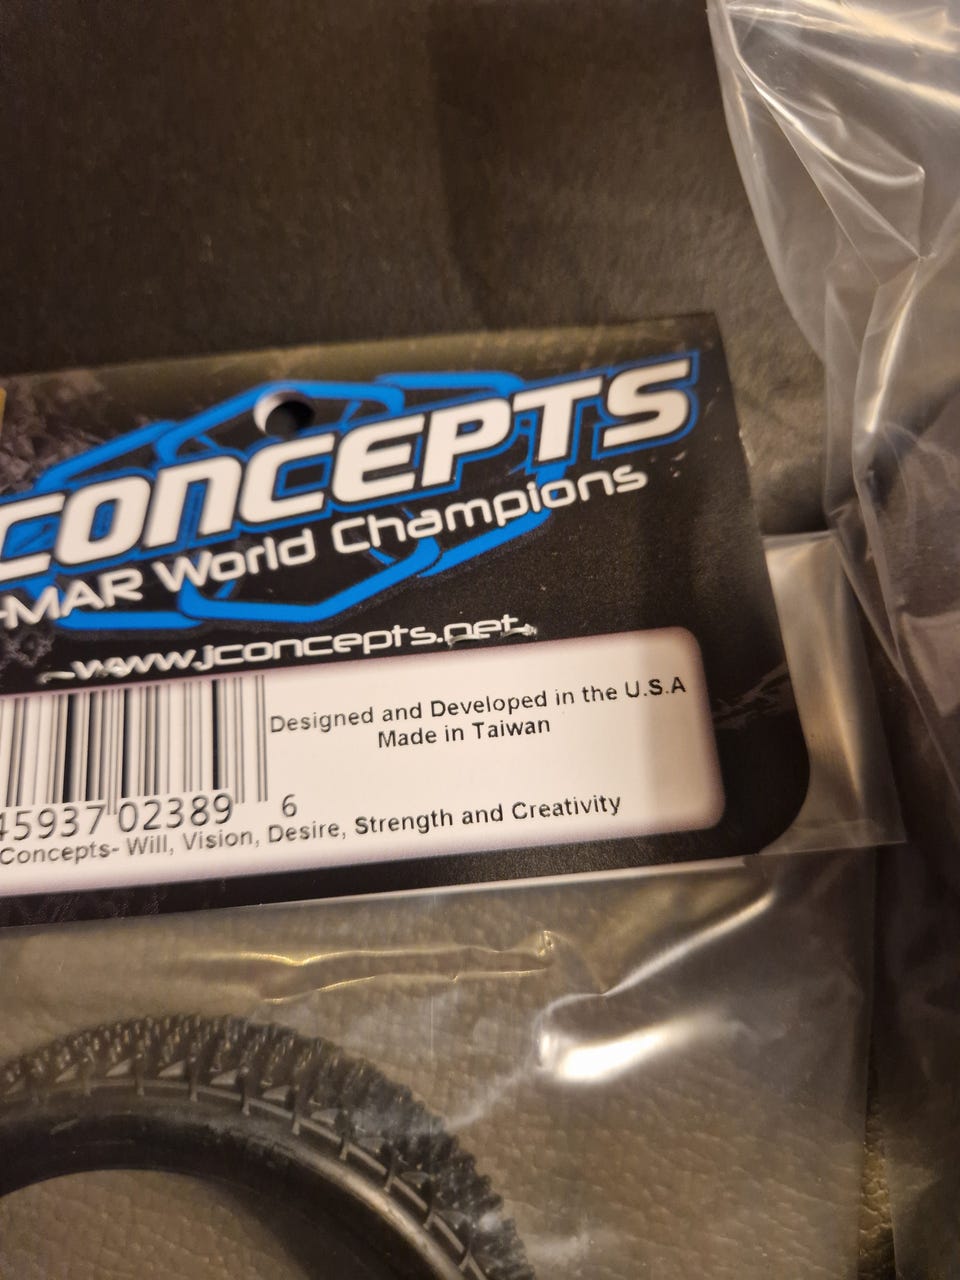 CONCEPTS
-MAR World Champions
www.jconcepts.net
Designed and Developed in the U.S.A
Made in Taiwan
45937 02389 6
Concepts- Will, Vision, Desire, Strength and Creativity